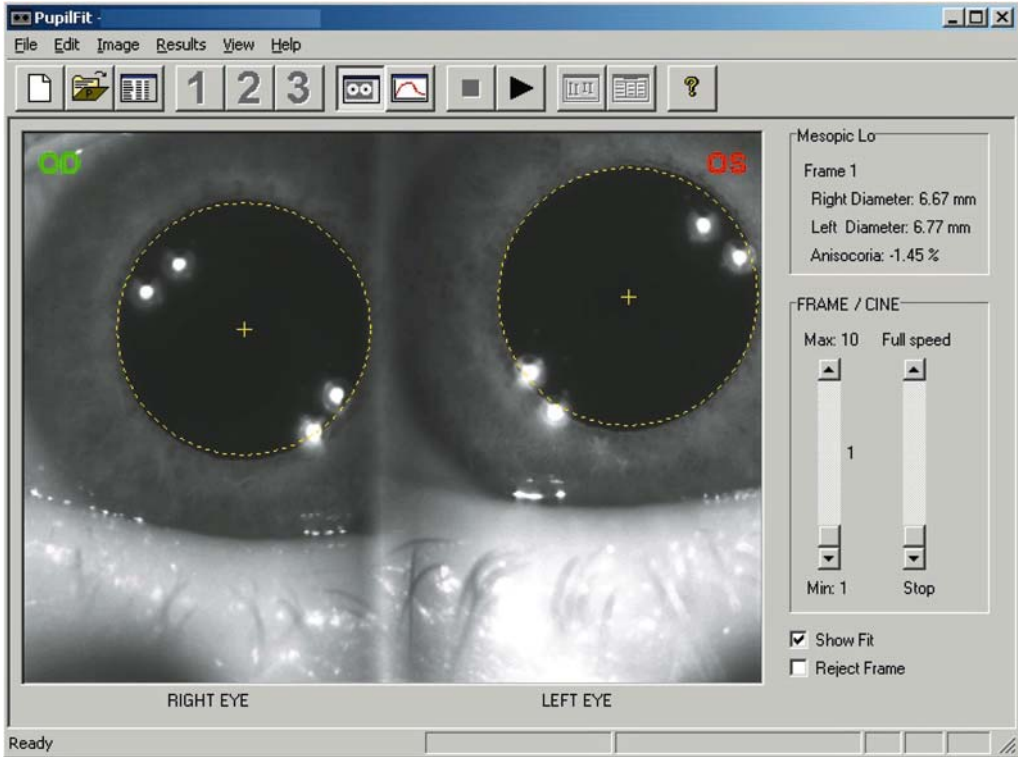 PupilFit -
File Edit Image Results View Help
1 2 3
OD
OS
Mesopic Lo
Frame 1
Right Diameter: 6.67 mm
Left Diameter: 6.77 mm
Anisocoria: -1.45 %
FRAME / CINE
Max: 10 Full speed
1
Min: 1 Stop
Show Fit
Reject Frame
RIGHT EYE LEFT EYE
Ready